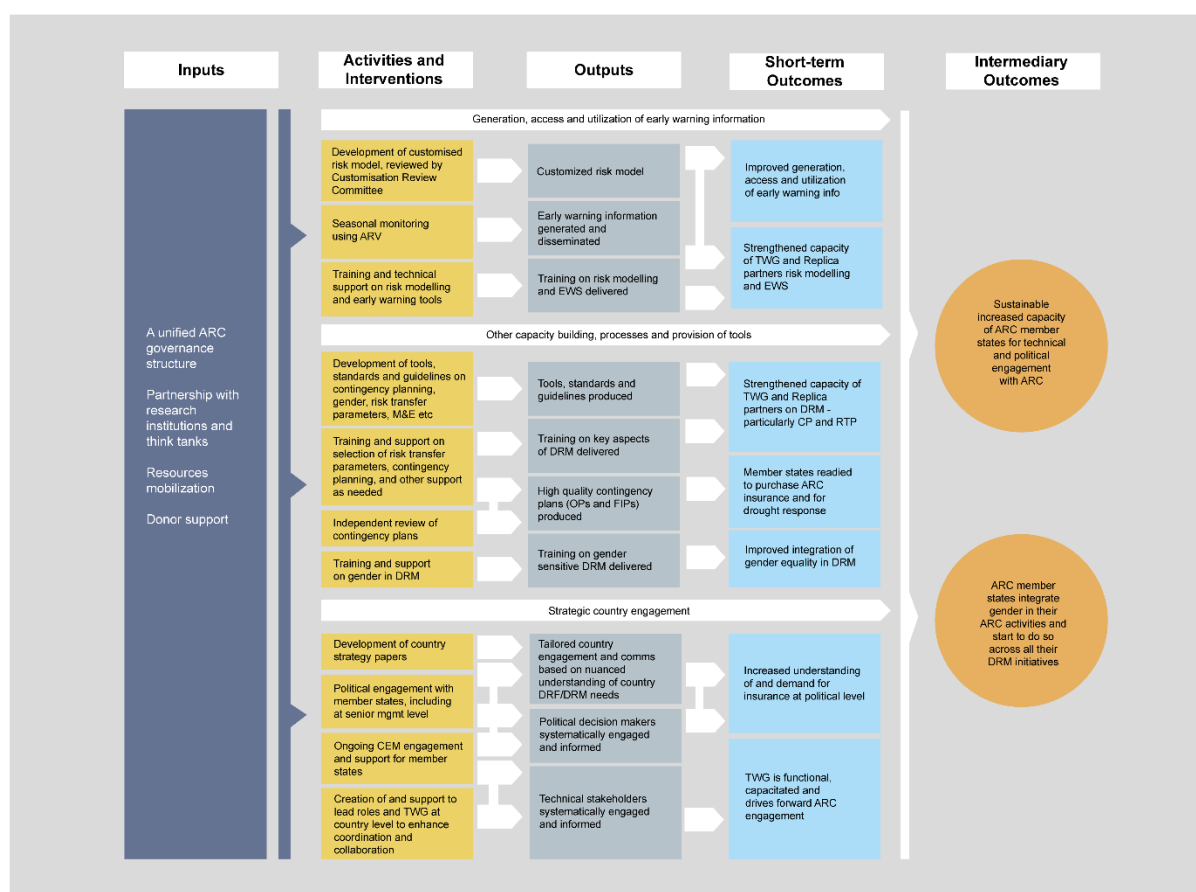 Inputs
Activities and
Interventions
Outputs
Short-term
Outcomes
Intermediary
Outcomes
A unified ARC
governance
structure
Partnership with
research
institutions and
think tanks
Resources
mobilization
Donor support
Generation, access and utilization of early warning information
Development of customised
risk model, reviewed by
Customisation Review
Committee
Customized risk model
Improved generation,
access and utilization
of early warning info
Seasonal monitoring
using ARV
Early warning information
generated and
disseminated
Strengthened capacity
of TWG and Replica
partners risk modelling
and EWS
Training and technical
support on risk modelling
and early warning tools
Training on risk modelling
and EWS delivered
Other capacity building, processes and provision of tools
Development of tools,
standards and guidelines on
contingency planning,
gender, risk transfer
parameters, M&E etc
Tools, standards and
guidelines produced
Strengthened capacity of
TWG and Replica
partners on DRM -
particularly CP and RTP
Training and support on
selection of risk transfer
parameters, contingency
planning, and other support
as needed
Training on key aspects
of DRM delivered
High quality contingency
plans (OPs and FIPs)
produced
Member states readied
to purchase ARC
insurance and for
drought response
Independent review of
contingency plans
Training and support
on gender in DRM
Training on gender
sensitive DRM delivered
Improved integration of
gender equality in DRM
Strategic country engagement
Development of country
strategy papers
Tailored country
engagement and comms
based on nuanced
understanding of country
DRF/DRM needs
Increased understanding
of and demand for
insurance at political level
Political engagement with
member states, including
at senior mgmt level
Political decision makers
systematically engaged
and informed
Ongoing CEM engagement
and support for member
states
Technical stakeholders
systematically engaged
and informed
TWG is functional,
capacitated and
drives forward ARC
engagement
Creation of and support to
lead roles and TWG at
country level to enhance
coordination and
collaboration
Sustainable
increased capacity
of ARC member
states for technical
and political
engagement
with ARC
ARC member
states integrate
gender in their
ARC activities and
start to do so
across all their
DRM initiatives